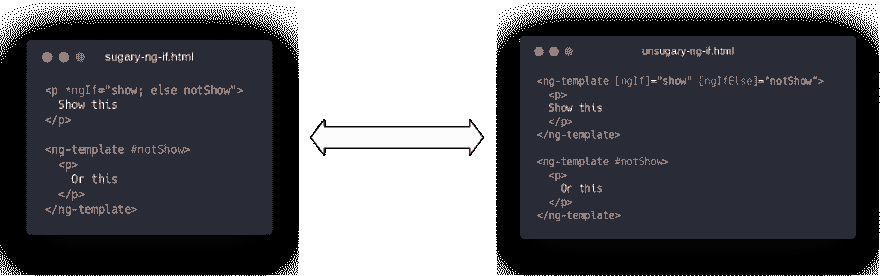 sugary-ng-if.html
<p *ngIf="show; else notShow">
Show this
</p>
<ng-template #notShow>
<p>
Or this
</p>
</ng-template>
unsugary-ng-if.html
<ng-template [ngIf]="show" [ngIfElse]="notShow">
<p>
Show this
</p>
</ng-template>
<ng-template #notShow>
<p>
Or this
</p>
</ng-template>